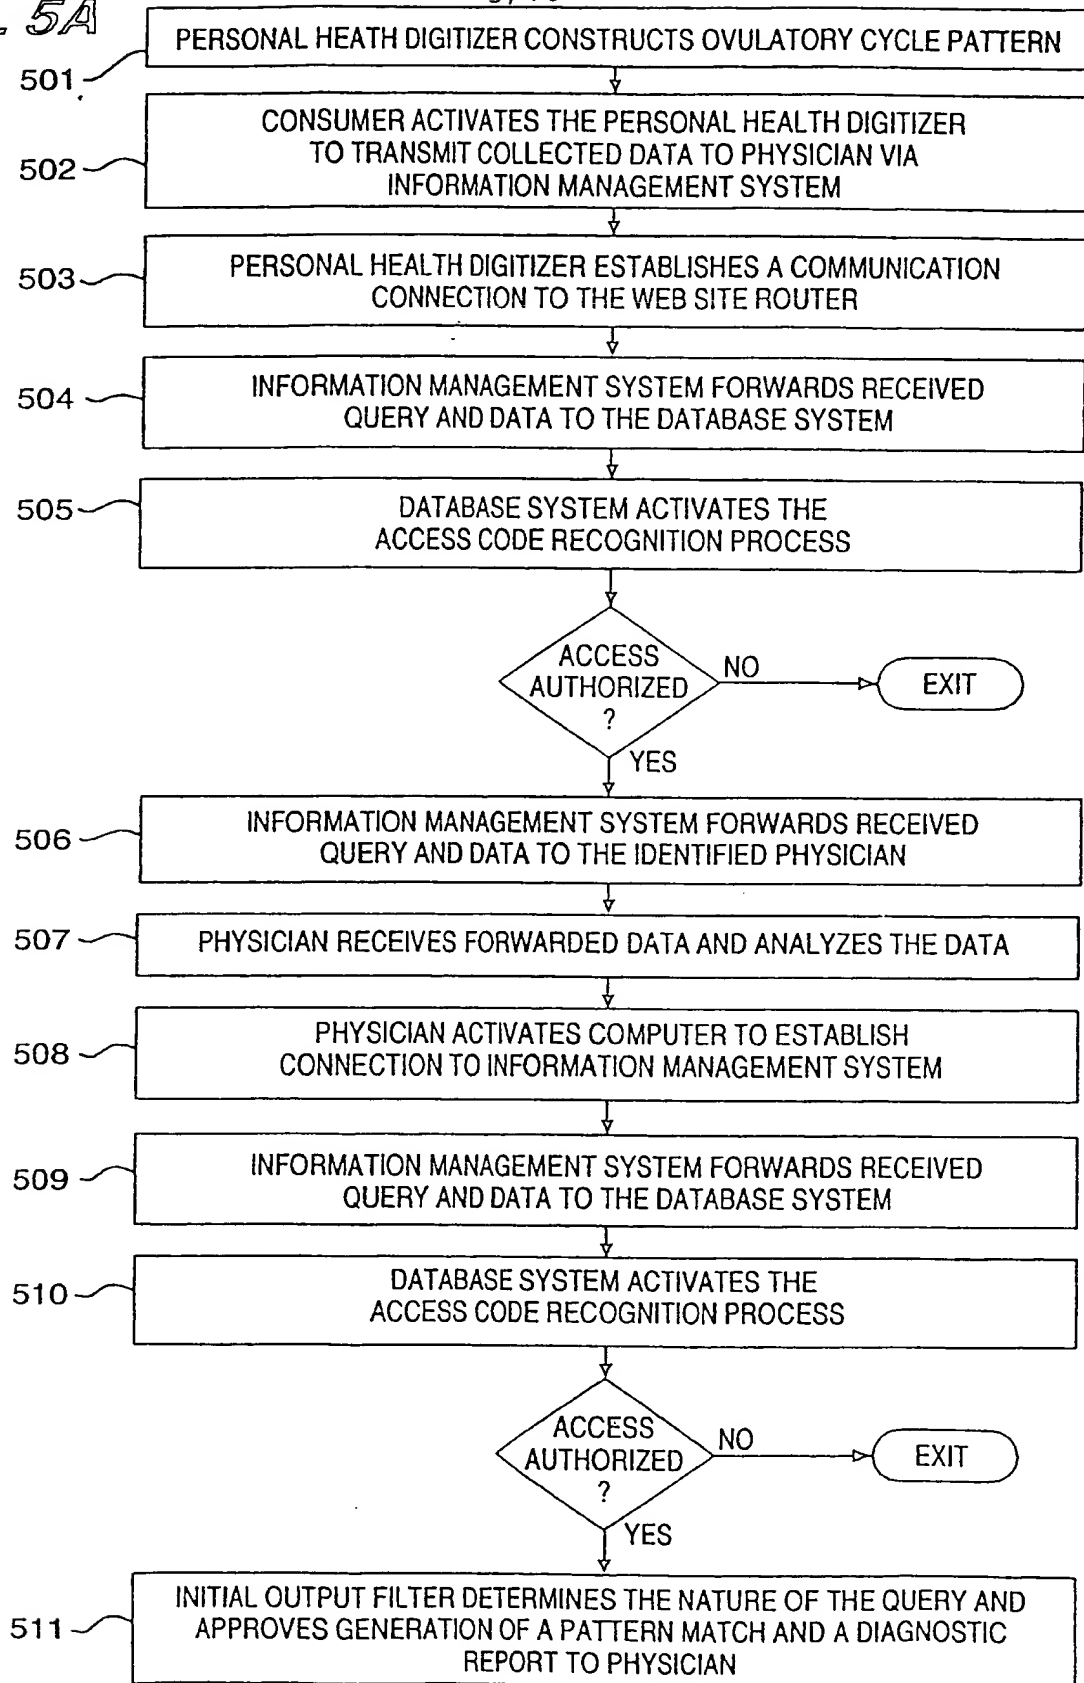 5A
PERSONAL HEATH DIGITIZER CONSTRUCTS OVULATORY CYCLE PATTERN
501
CONSUMER ACTIVATES THE PERSONAL HEALTH DIGITIZER
TO TRANSMIT COLLECTED DATA TO PHYSICIAN VIA
INFORMATION MANAGEMENT SYSTEM
502
PERSONAL HEALTH DIGITIZER ESTABLISHES A COMMUNICATION
CONNECTION TO THE WEB SITE ROUTER
503
INFORMATION MANAGEMENT SYSTEM FORWARDS RECEIVED
QUERY AND DATA TO THE DATABASE SYSTEM
504
DATABASE SYSTEM ACTIVATES THE
ACCESS CODE RECOGNITION PROCESS
505
ACCESS
AUTHORIZED
?
NO
EXIT
YES
INFORMATION MANAGEMENT SYSTEM FORWARDS RECEIVED
QUERY AND DATA TO THE IDENTIFIED PHYSICIAN
506
PHYSICIAN RECEIVES FORWARDED DATA AND ANALYZES THE DATA
507
PHYSICIAN ACTIVATES COMPUTER TO ESTABLISH
CONNECTION TO INFORMATION MANAGEMENT SYSTEM
508
INFORMATION MANAGEMENT SYSTEM FORWARDS RECEIVED
QUERY AND DATA TO THE DATABASE SYSTEM
509
DATABASE SYSTEM ACTIVATES THE
ACCESS CODE RECOGNITION PROCESS
510
ACCESS
AUTHORIZED
?
NO
EXIT
YES
INITIAL OUTPUT FILTER DETERMINES THE NATURE OF THE QUERY AND
APPROVES GENERATION OF A PATTERN MATCH AND A DIAGNOSTIC
REPORT TO PHYSICIAN
511